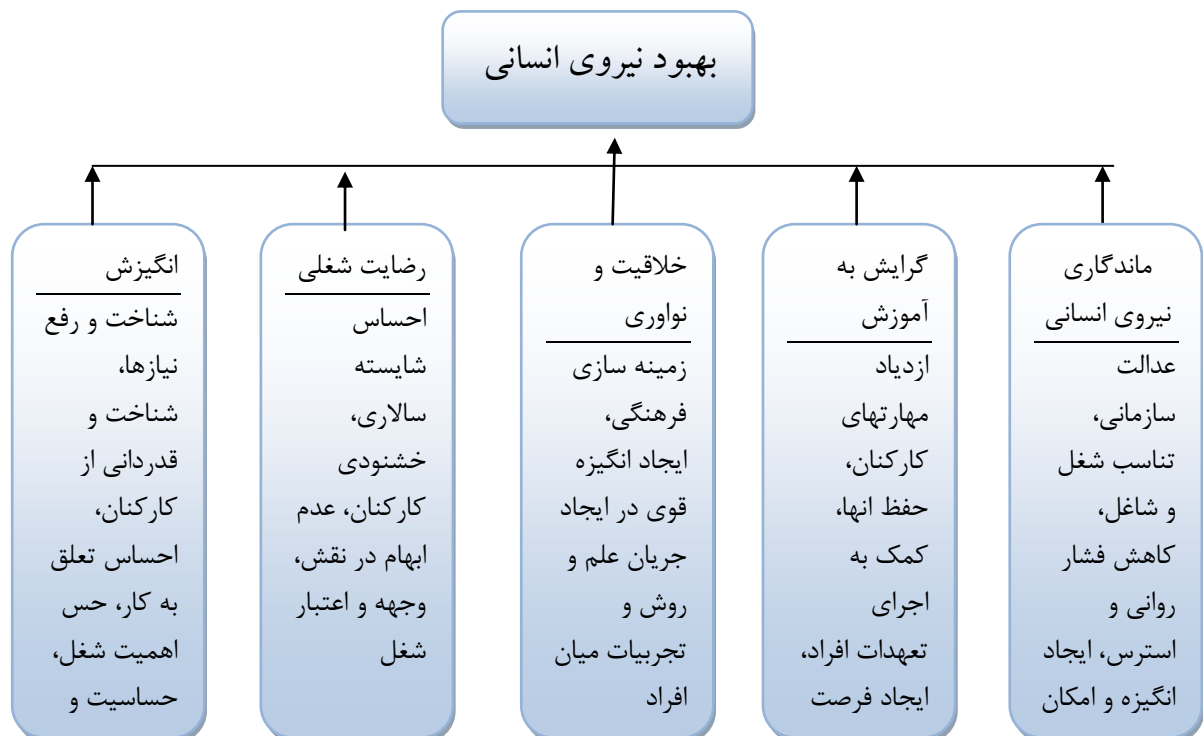 بهبود نیروی انسانی
ماندگاری
نیروی انسانی
عدالت
سازمانی،
تناسب شغل
و شاغل،
کاهش فشار
روانی و
استرس، ایجاد
انگیزه و امکان
گرایش به
آموزش
ازدیاد
مهارتهای
کارکنان،
حفظ انها،
کمک به
اجرای
تعهدات افراد،
ایجاد فرصت
خلاقیت و
نواوری
زمینه سازی
فرهنگی،
ایجاد انگیزه
قوی در ایجاد
جریان علم و
روش و
تجربیات میان
افراد
رضایت شغلی
احساس
شایسته
سالاری،
خشنودی
کارکنان، عدم
ابهام در نقش،
وجهه و اعتبار
شغل
انگیزش
شناخت و رفع
نیازها،
شناخت و
قدردانی از
کارکنان،
احساس تعلق
به کار، حس
اهمیت شغل،
حساسیت و